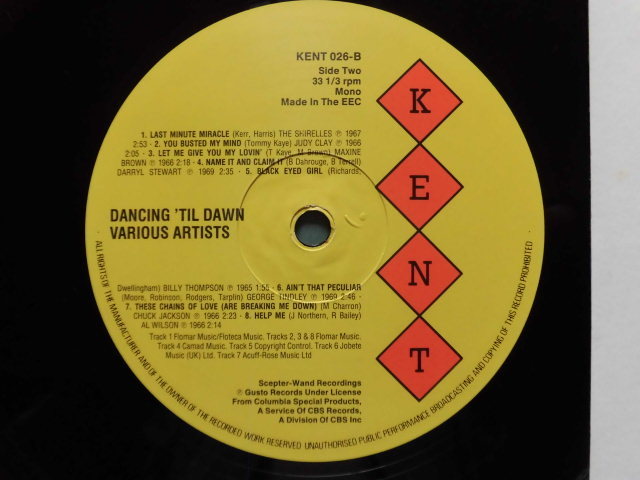 KENT 026-B
Side Two
33 1/3 rpm
Mono
Made In The EEC
K
E
N
T
1. LAST MINUTE MIRACLE (Kerr, Harris) THE SHIRELLES ℗ 1967
2:53 · 2. YOU BUSTED MY MIND (Tommy Kaye) JUDY CLAY ℗ 1966
2:05 · 3. LET ME GIVE YOU MY LOVIN' (T Kaye, M Brown) MAXINE
BROWN ℗ 1966 2:18 · 4. NAME IT AND CLAIM IT (B Dahrouge, B Terrell)
DARRYL STEWART ℗ 1969 2:35 · 5. BLACK EYED GIRL (Richards,
DANCING 'TIL DAWN
VARIOUS ARTISTS
Dwellingham) BILLY THOMPSON ℗ 1965 1:55 · 6. AIN'T THAT PECULIAR
(Moore, Robinson, Rodgers, Tarplin) GEORGE TINDLEY ℗ 1969 2:46 ·
7. THESE CHAINS OF LOVE (ARE BREAKING ME DOWN) (M Charron)
CHUCK JACKSON ℗ 1966 2:23 · 8. HELP ME (J Northern, R Bailey)
AL WILSON ℗ 1966 2:14
Track 1 Flomar Music/Floteca Music. Tracks 2, 3 & 8 Flomar Music.
Track 4 Camad Music. Track 5 Copyright Control. Track 6 Jobete
Music (UK) Ltd. Track 7 Acuff-Rose Music Ltd
Scepter-Wand Recordings
℗ Gusto Records Under License
From Columbia Special Products,
A Service Of CBS Records,
A Division Of CBS Inc
ALL RIGHTS OF THE MANUFACTURER AND OF THE OWNER OF THE RECORDED WORK RESERVED UNAUTHORISED PUBLIC PERFORMANCE BROADCASTING AND COPYING OF THIS RECORD PROHIBITED